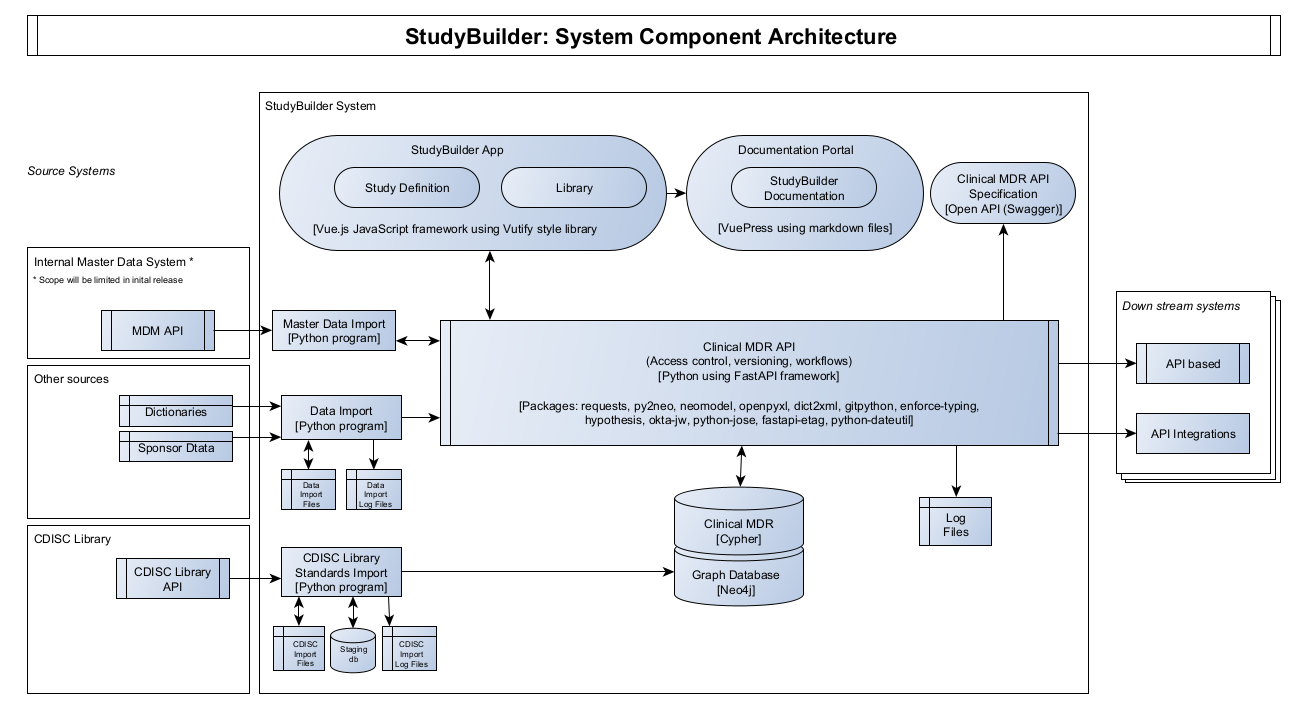 StudyBuilder: System Component Architecture
StudyBuilder System
Source Systems
StudyBuilder App
Study Definition
Library
[Vue.js JavaScript framework using Vutify style library
Documentation Portal
StudyBuilder
Documentation
[VuePress using markdown files]
Clinical MDR API
Specification
[Open API (Swagger)]
Internal Master Data System *
* Scope will be limited in inital release
MDM API
Master Data Import
[Python program]
Clinical MDR API
(Access control, versioning, workflows)
[Python using FastAPI framework]
[Packages: requests, py2neo, neomodel, openpyxl, dict2xml, gitpython, enforce-typing,
hypothesis, okta-jw, python-jose, fastapi-etag, python-dateutil]
Down stream systems
API based
API Integrations
Other sources
Dictionaries
Sponsor Dtata
Data Import
[Python program]
Data
Import
Files
Data
Import
Log Files
Clinical MDR
[Cypher]
Graph Database
[Neo4j]
Log
Files
CDISC Library
CDISC Library
API
CDISC Library
Standards Import
[Python program]
CDISC
Import
Files
Staging
db
CDISC
Import
Log Files